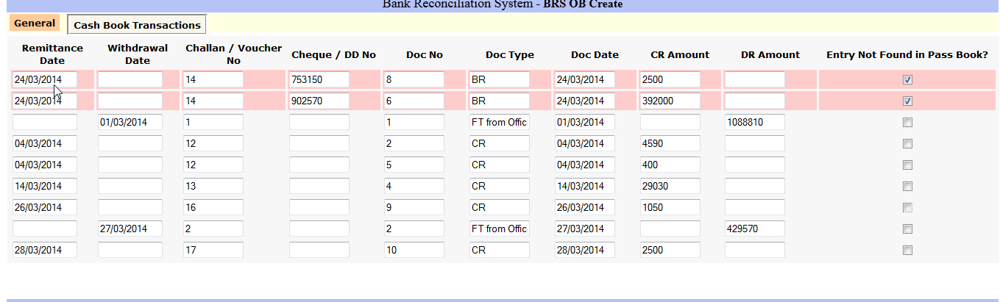 Bank Reconciliation System - BRS OB Create
General Cash Book Transactions
Remittance Date Withdrawal Date Challan / Voucher No Cheque / DD No Doc No Doc Type Doc Date CR Amount DR Amount Entry Not Found in Pass Book?
24/03/2014 14 753150 8 BR 24/03/2014 2500
24/03/2014 14 902570 6 BR 24/03/2014 392000
01/03/2014 1 1 FT from Offic 01/03/2014 1088810
04/03/2014 12 2 CR 04/03/2014 4590
04/03/2014 12 5 CR 04/03/2014 400
14/03/2014 13 4 CR 14/03/2014 29030
26/03/2014 16 9 CR 26/03/2014 1050
27/03/2014 2 2 FT from Offic 27/03/2014 429570
28/03/2014 17 10 CR 28/03/2014 2500